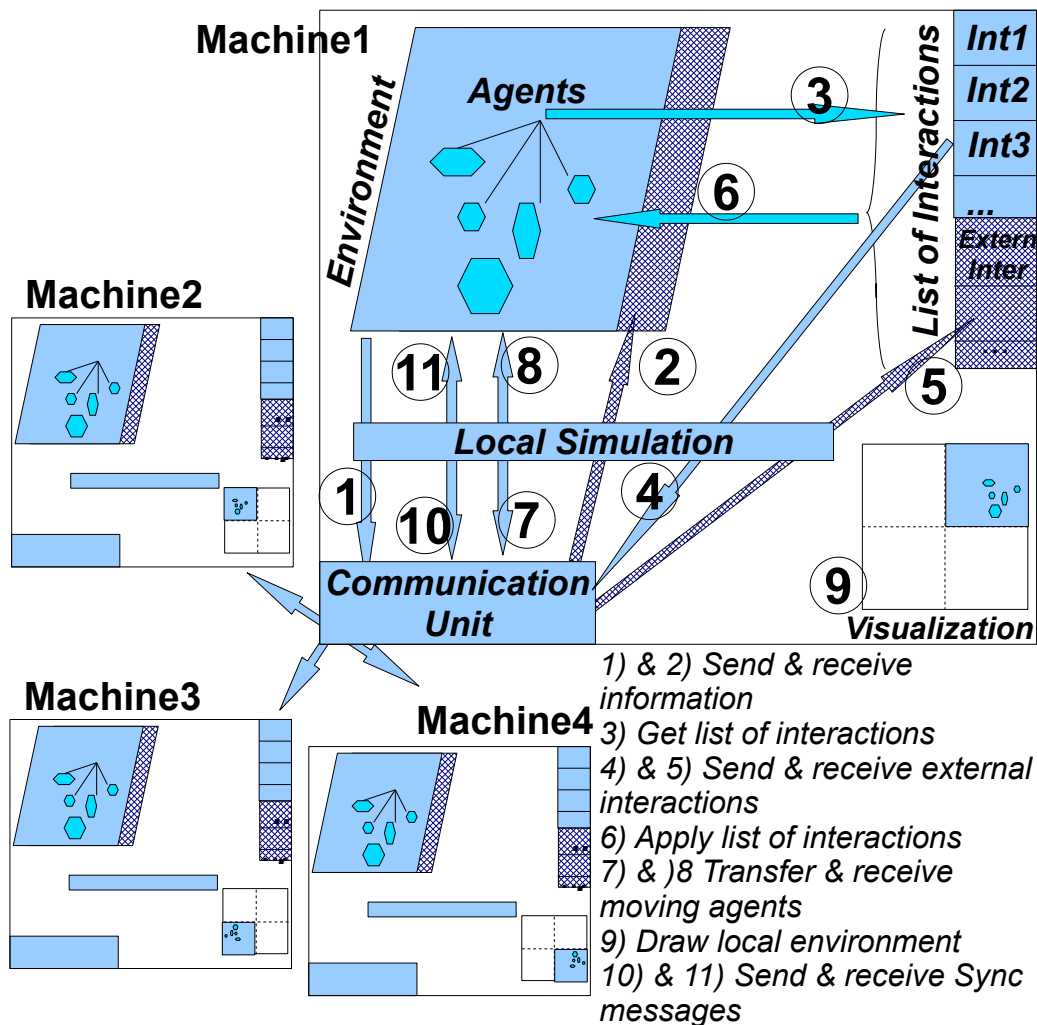 Machine1
Environment
Agents
3
6
List of Interactions
Int1
Int2
Int3
...
Extern
Inter
...
Machine2
11
8
2
5
Local Simulation
1
10
7
4
Communication
Unit
9
Visualization
Machine3
Machine4
1) & 2) Send & receive
information
3) Get list of interactions
4) & 5) Send & receive external
interactions
6) Apply list of interactions
7) & )8 Transfer & receive
moving agents
9) Draw local environment
10) & 11) Send & receive Sync
messages